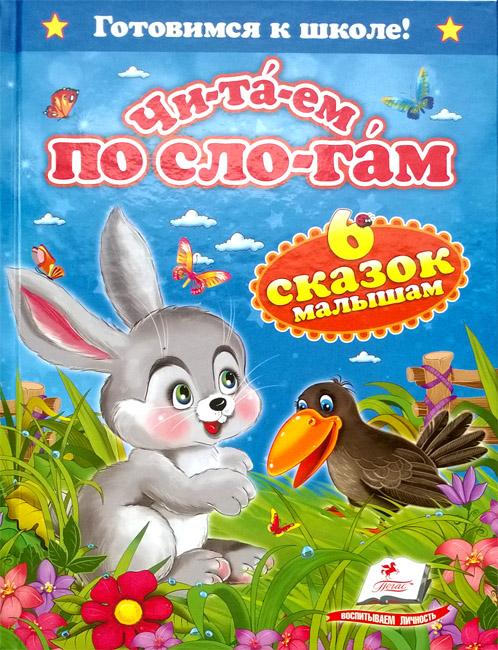 Готовимся к школе!
Чи-та́-ем
по сло-га́м
6
сказок
малышам
Пегас
ВОСПИТЫВАЕМ ЛИЧНОСТЬ